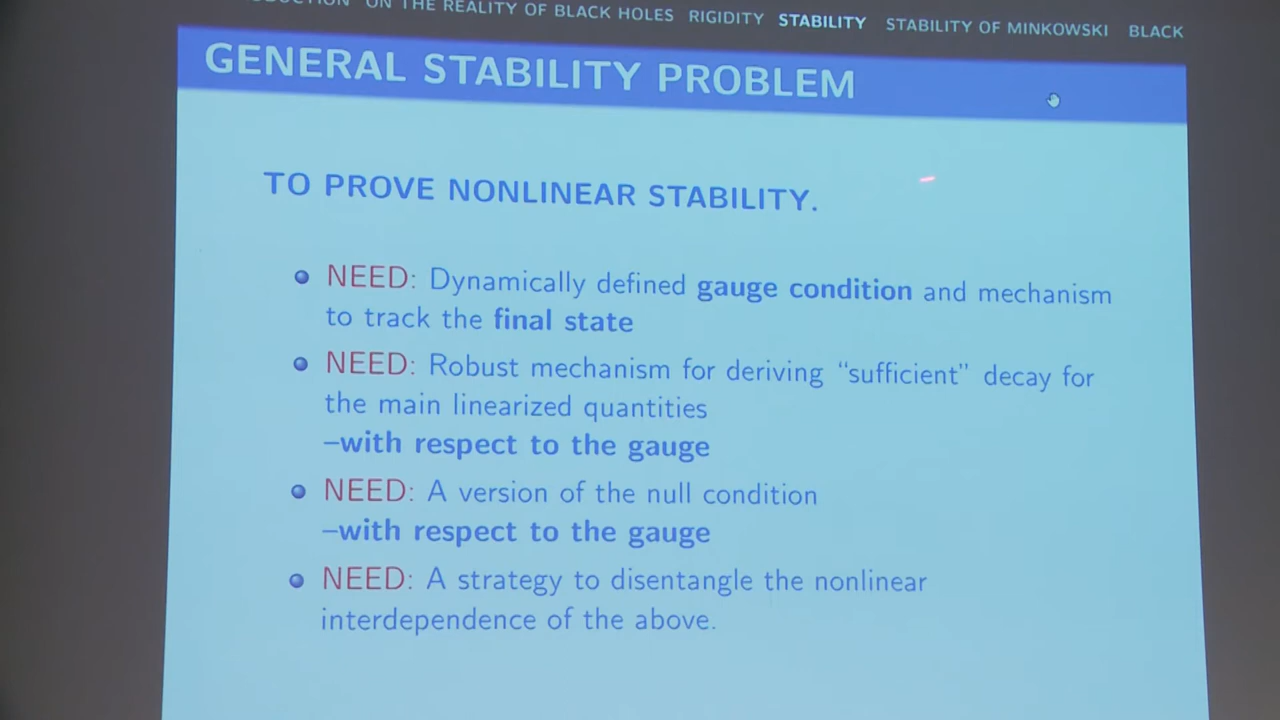 ON THE REALITY OF BLACK HOLES RIGIDITY STABILITY STABILITY OF MINKOWSKI BLACK
GENERAL STABILITY PROBLEM
TO PROVE NONLINEAR STABILITY.
NEED: Dynamically defined gauge condition and mechanism
to track the final state
NEED: Robust mechanism for deriving “sufficient” decay for
the main linearized quantities
–with respect to the gauge
NEED: A version of the null condition
–with respect to the gauge
NEED: A strategy to disentangle the nonlinear
interdependence of the above.